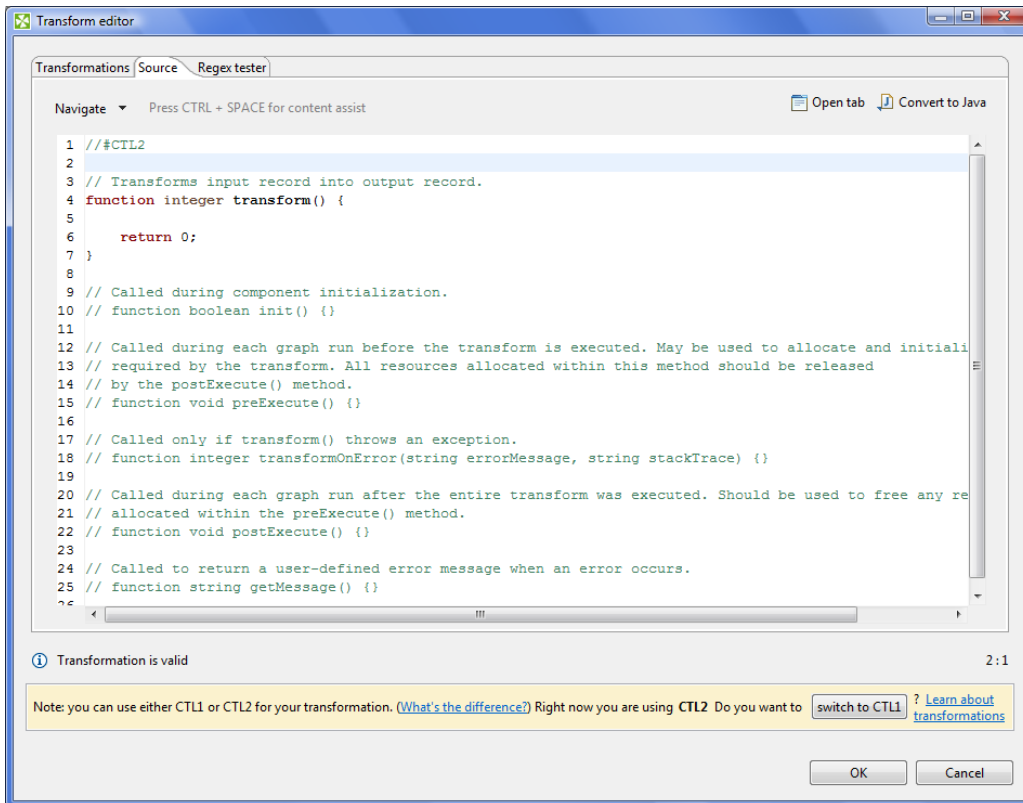 Transform editor
Transformations Source Regex tester
Navigate Press CTRL + SPACE for content assist Open tab Convert to Java
1 //#CTL2
2
3 // Transforms input record into output record.
4 function integer transform() {
5
6 return 0;
7 }
8
9 // Called during component initialization.
10 // function boolean init() {}
11
12 // Called during each graph run before the transform is executed. May be used to allocate and initiali
13 // required by the transform. All resources allocated within this method should be released
14 // by the postExecute() method.
15 // function void preExecute() {}
16
17 // Called only if transform() throws an exception.
18 // function integer transformOnError(string errorMessage, string stackTrace) {}
19
20 // Called during each graph run after the entire transform was executed. Should be used to free any re
21 // allocated within the preExecute() method.
22 // function void postExecute() {}
23
24 // Called to return a user-defined error message when an error occurs.
25 // function string getMessage() {}
26
Transformation is valid 2:1
Note: you can use either CTL1 or CTL2 for your transformation. (What's the difference?) Right now you are using CTL2 Do you want to switch to CTL1 ? Learn about
transformations
OK Cancel